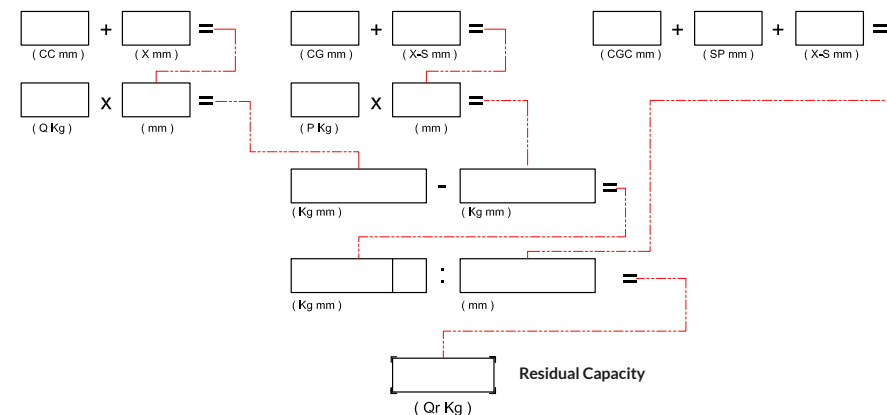 + = + = + + =
( CC mm ) ( X mm ) ( CG mm ) ( X-S mm ) ( CGC mm ) ( SP mm ) ( X-S mm )
x = x =
( Q Kg ) ( mm ) ( P Kg ) ( mm )
- =
( Kg mm ) ( Kg mm )
: =
( Kg mm ) ( mm )
Residual Capacity
( Qr Kg )